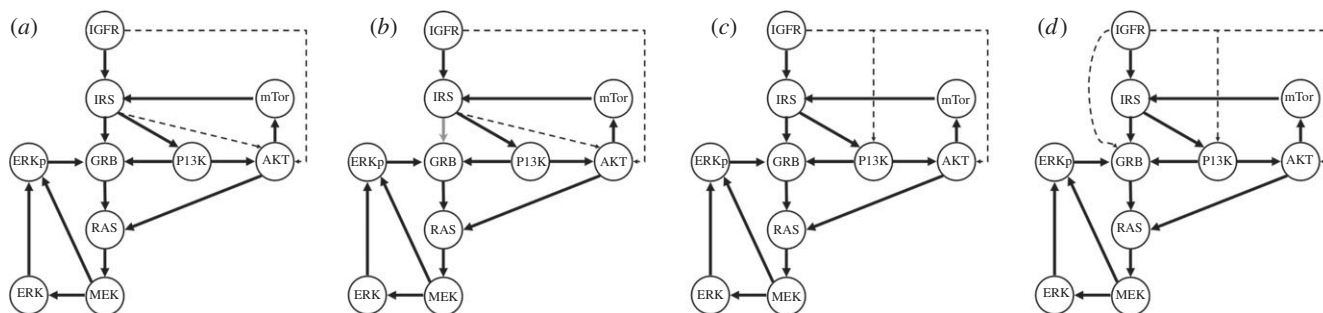 (a) IGFR
IRS
mTor
ERKp GRB P13K AKT
RAS
ERK MEK
(b) IGFR
IRS
mTor
ERKp GRB P13K AKT
RAS
ERK MEK
(c) IGFR
IRS
mTor
ERKp GRB P13K AKT
RAS
ERK MEK
(d) IGFR
IRS
mTor
ERKp GRB P13K AKT
RAS
ERK MEK